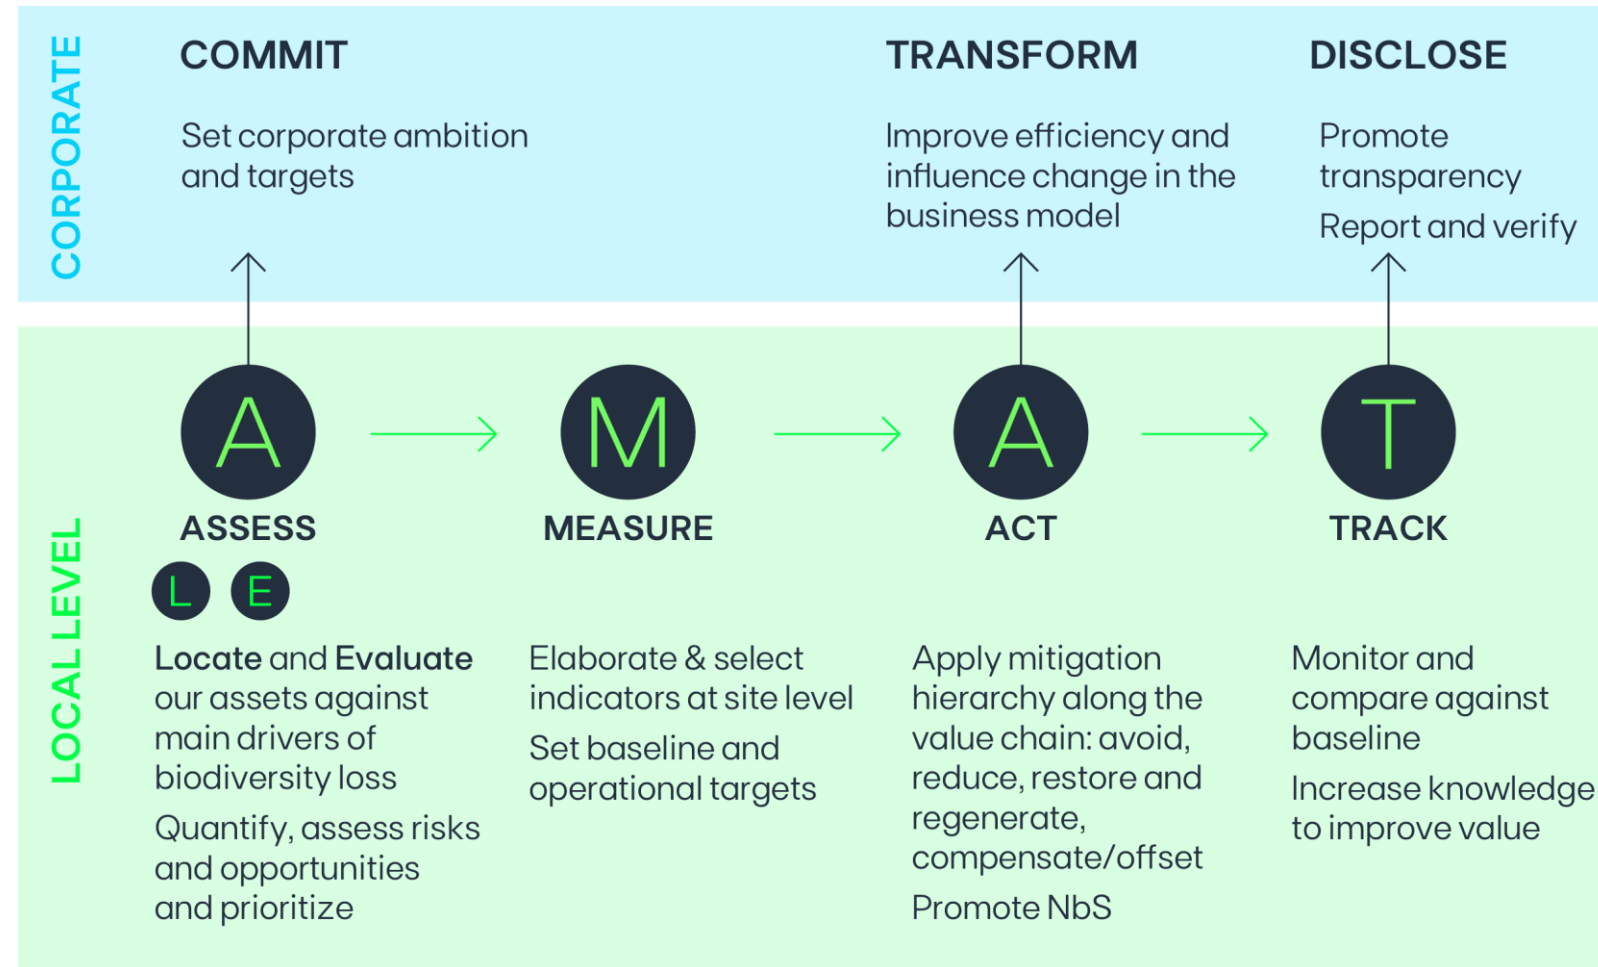 CORPORATE
COMMIT
Set corporate ambition
and targets
TRANSFORM
Improve efficiency and
influence change in the
business model
DISCLOSE
Promote
transparency
Report and verify
LOCAL LEVEL
A
ASSESS
L E
Locate and Evaluate
our assets against
main drivers of
biodiversity loss
Quantify, assess risks
and opportunities
and prioritize
M
MEASURE
Elaborate & select
indicators at site level
Set baseline and
operational targets
A
ACT
Apply mitigation
hierarchy along the
value chain: avoid,
reduce, restore and
regenerate,
compensate/offset
Promote NbS
T
TRACK
Monitor and
compare against
baseline
Increase knowledge
to improve value